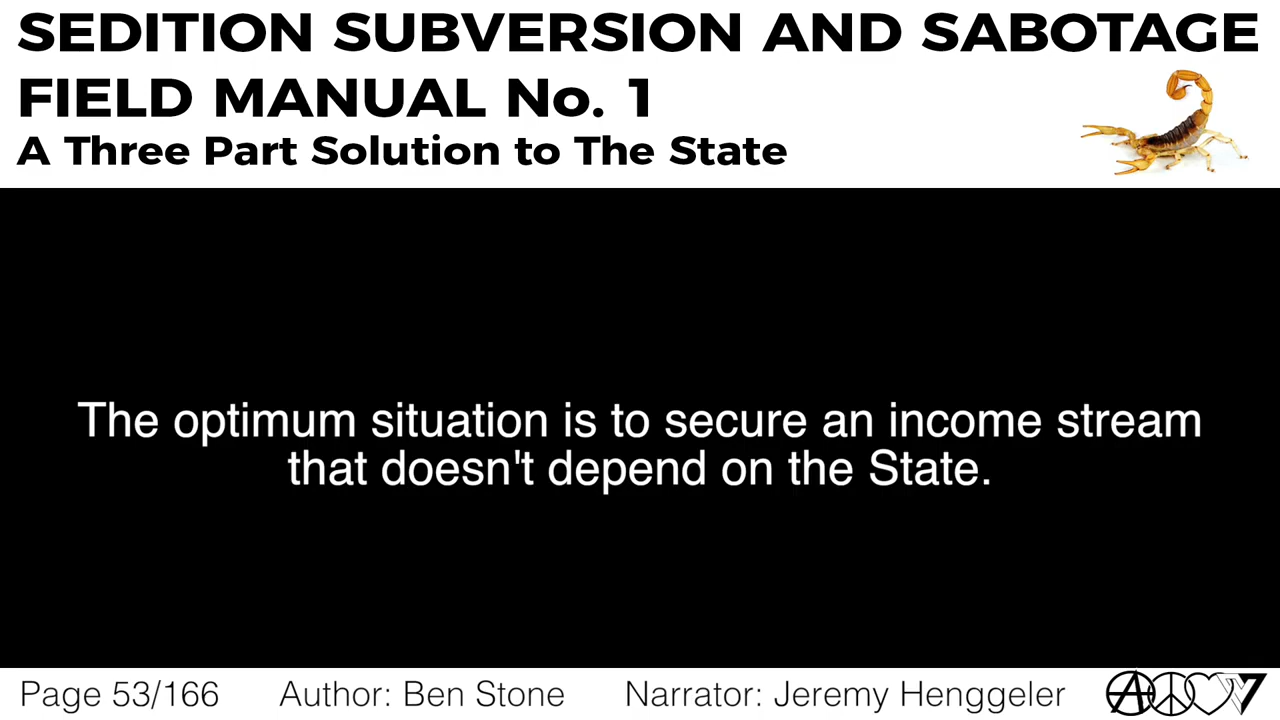 SEDITION SUBVERSION AND SABOTAGE
FIELD MANUAL No. 1
A Three Part Solution to The State
The optimum situation is to secure an income stream
that doesn't depend on the State.
Page 53/166 Author: Ben Stone Narrator: Jeremy Henggeler